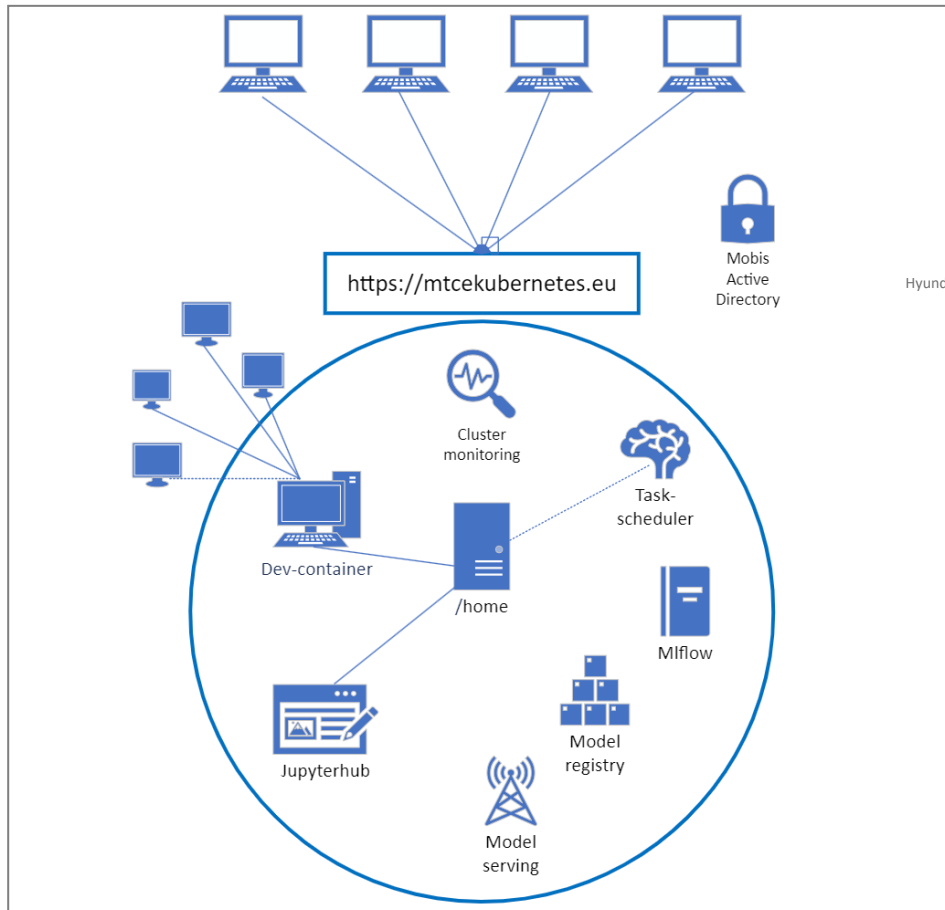 https://mtcekubernetes.eu
Mobis
Active
Directory
Hyund
Cluster
monitoring
Task-
scheduler
Dev-container
/home
Mlflow
Model
registry
Jupyterhub
Model
serving